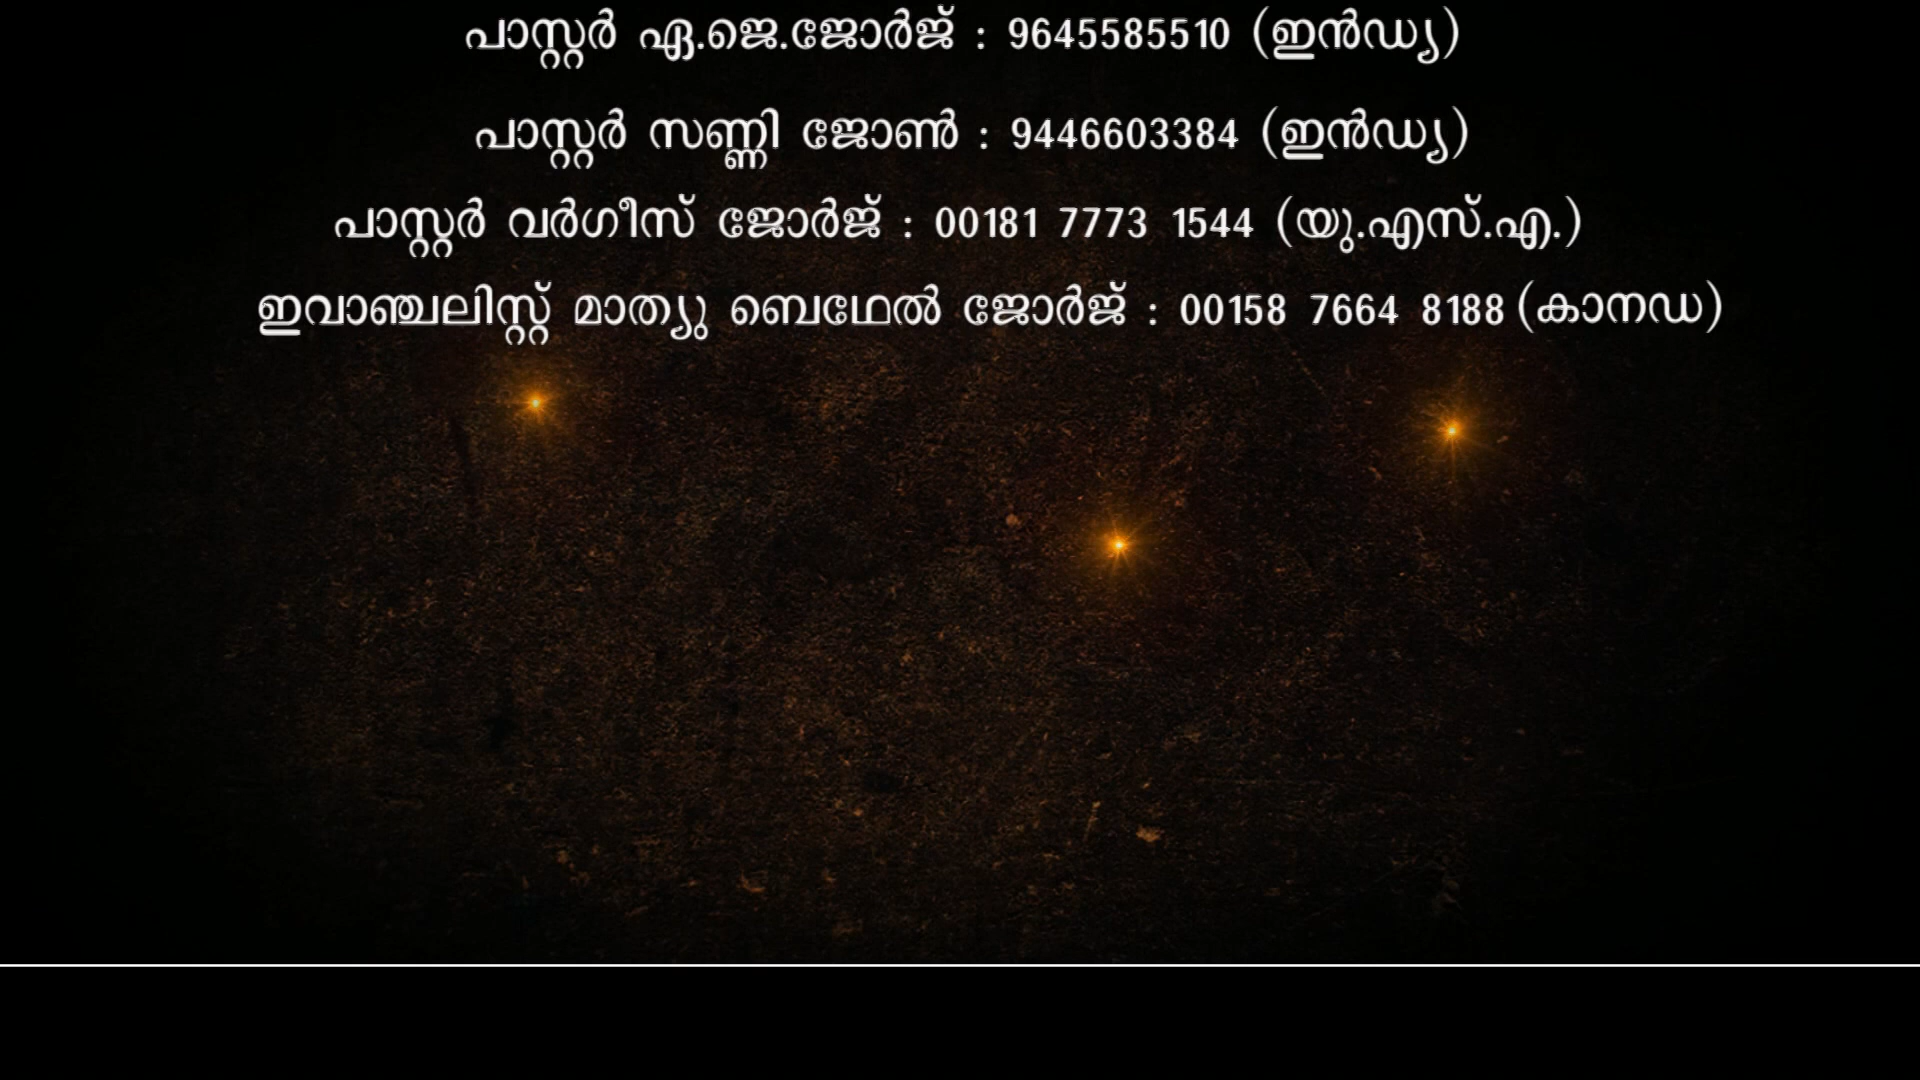 പാസ്റ്റർ ഏ.ജെ.ജോർജ് : 9645585510 (ഇൻഡ്യ)
പാസ്റ്റർ സണ്ണി ജോൺ : 9446603384 (ഇൻഡ്യ)
പാസ്റ്റർ വർഗീസ് ജോർജ് : 00181 7773 1544 (യു.എസ്.എ.)
ഇവാഞ്ചലിസ്റ്റ് മാത്യു ബെഥേൽ ജോർജ് : 00158 7664 8188 (കാനഡ)